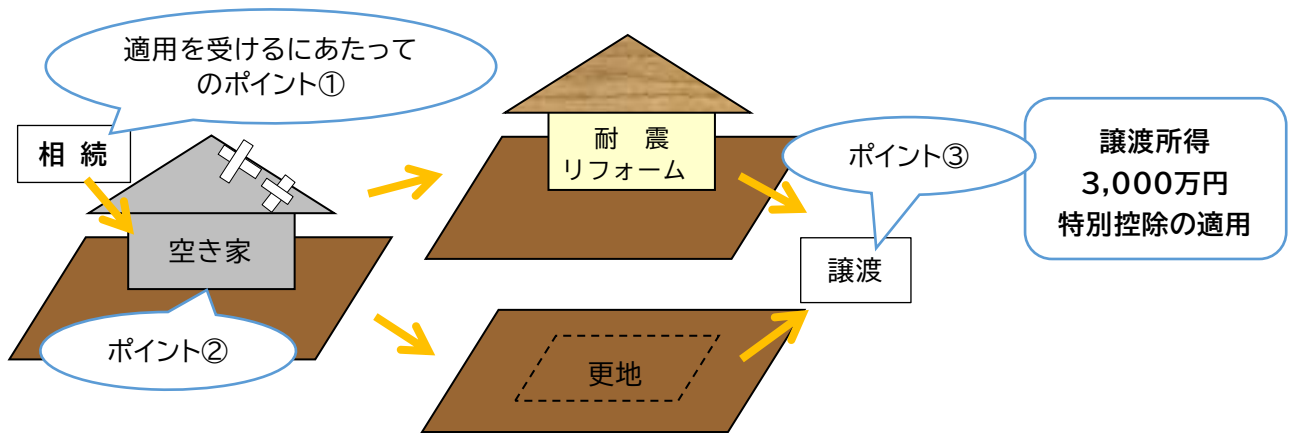 適用を受けるにあたって
のポイント①
相 続
空き家
ポイント②
耐 震
リフォーム
更地
ポイント③
譲渡
譲渡所得
3,000万円
特別控除の適用